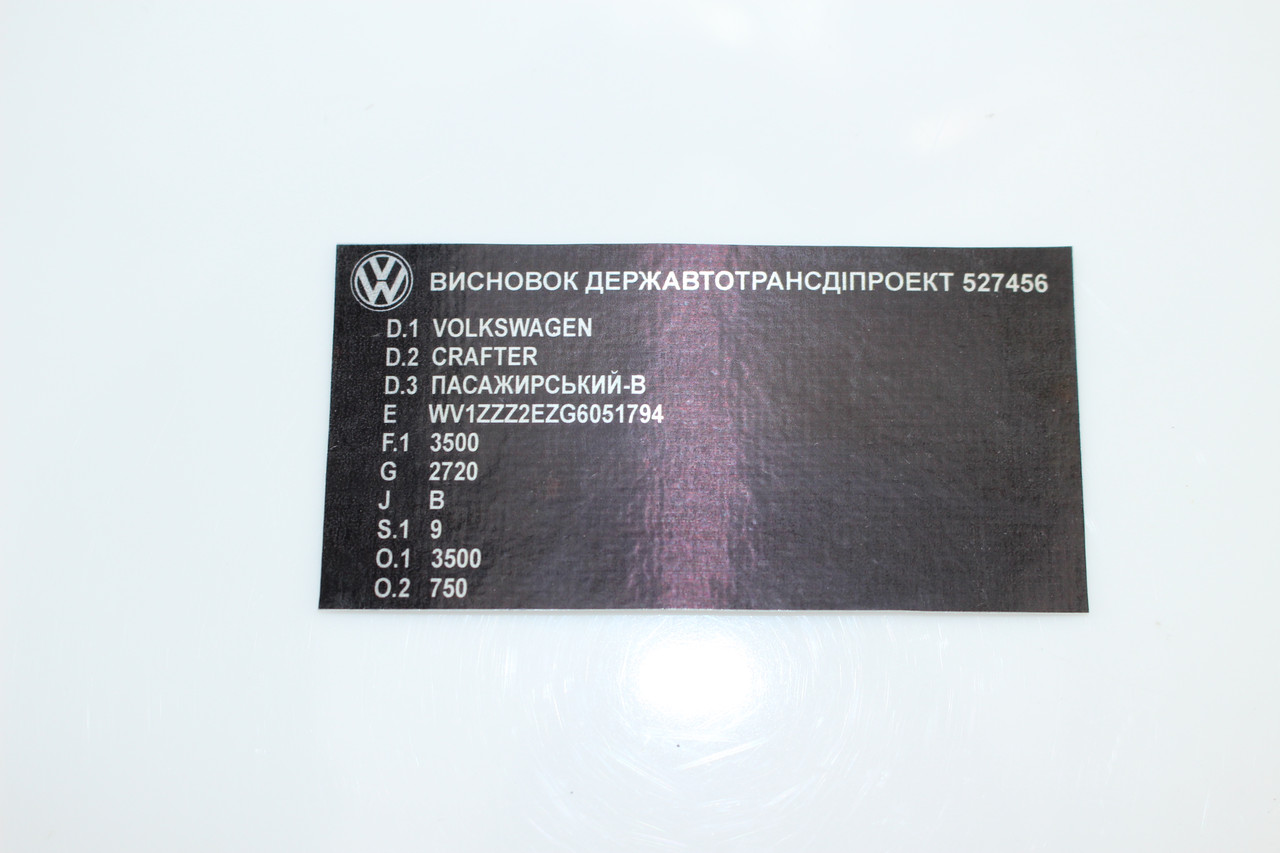 ВИСНОВОК ДЕРЖАВТОТРАНСДІПРОЕКТ 527456
D.1 VOLKSWAGEN
D.2 CRAFTER
D.3 ПАСАЖИРСЬКИЙ-В
E WV1ZZZ2EZG6051794
F.1 3500
G 2720
J B
S.1 9
O.1 3500
O.2 750